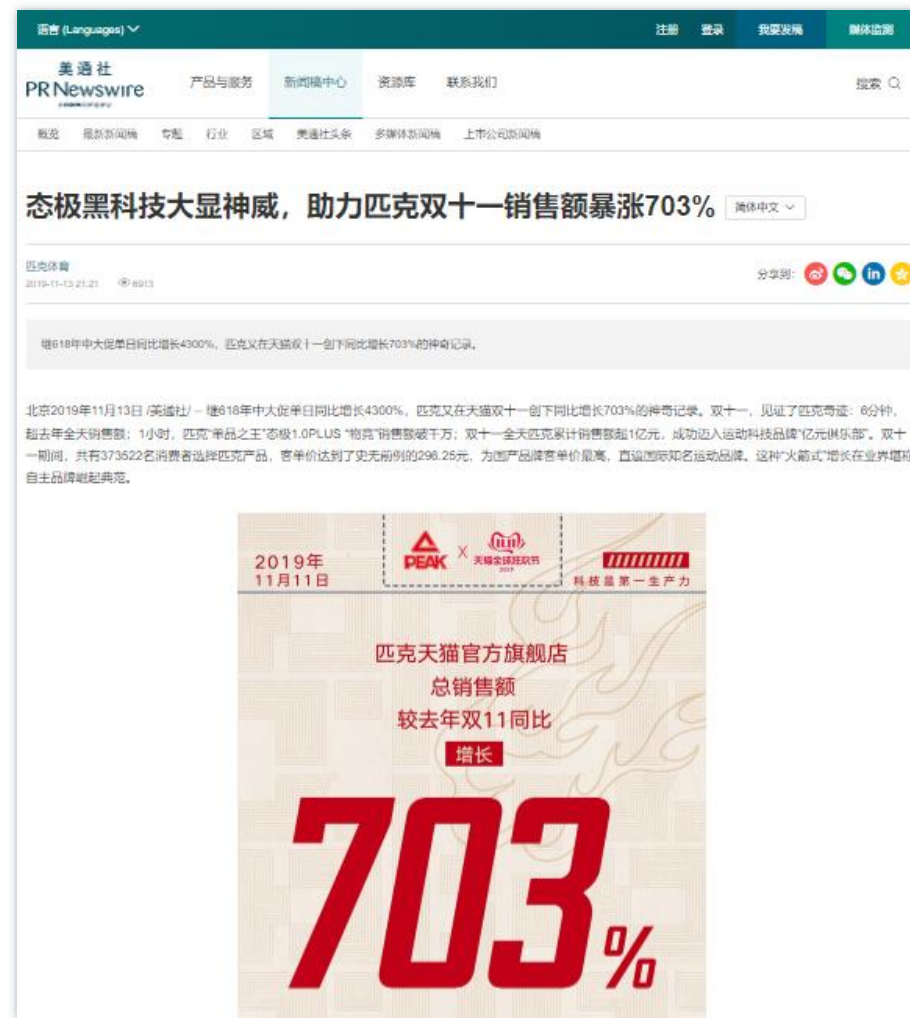 语言 (Languages)
注册 登录 我要发稿 媒体监测
美通社
PR Newswire
产品与服务 新闻稿中心 资源库 联系我们
搜索
概览 最新新闻稿 专题 行业 区域 美通社头条 多媒体新闻稿 上市公司新闻稿
态极黑科技大显神威，助力匹克双十一销售额暴涨703%
简体中文
匹克体育
2019-11-13 21:21 6913
分享到:
继618年中大促单日同比增长4300%，匹克又在天猫双十一创下同比增长703%的神奇记录。
北京2019年11月13日 /美通社/ -- 继618年中大促单日同比增长4300%，匹克又在天猫双十一创下同比增长703%的神奇记录。双十一，见证了匹克奇迹：6分钟，
超去年全天销售额；1小时，匹克“单品之王”态极1.0PLUS “物竞”销售额破千万；双十一全天匹克累计销售额超1亿元，成功迈入运动科技品牌“亿元俱乐部”。双十
一期间，共有373522名消费者选择匹克产品，客单价达到了史无前例的296.25元，为国产品牌客单价最高，直逼国际知名运动品牌。这种“火箭式”增长在业界堪称
自主品牌崛起典范。
2019年
11月11日
PEAK X 天猫全球狂欢节
2019
科技是第一生产力
匹克天猫官方旗舰店
总销售额
较去年双11同比
增长
703%